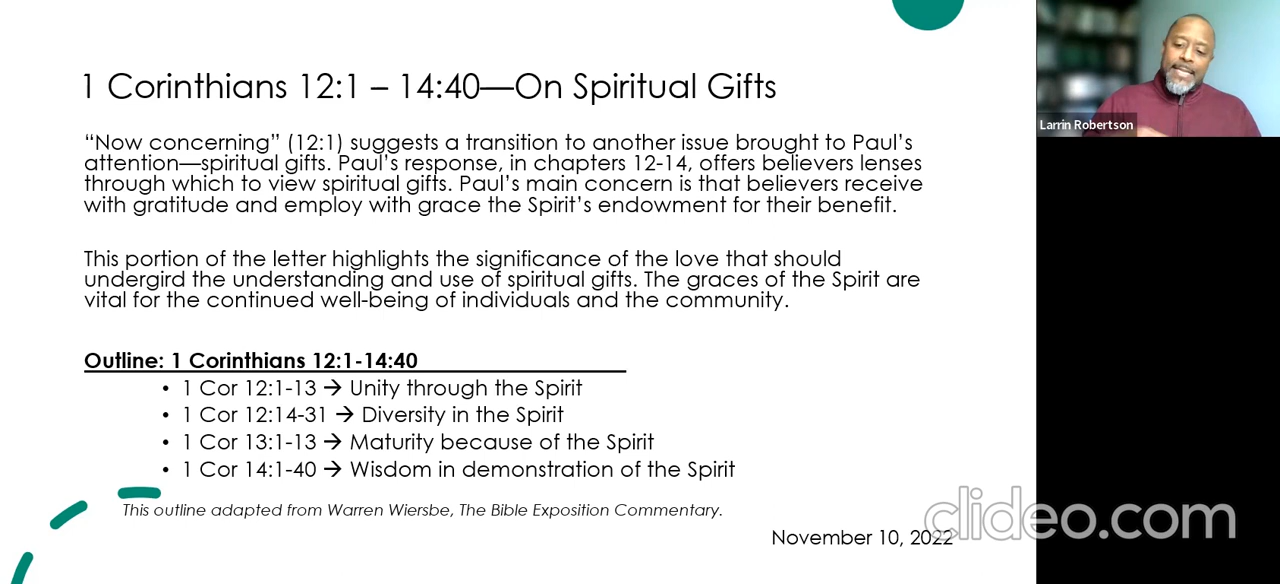 1 Corinthians 12:1 – 14:40—On Spiritual Gifts
“Now concerning” (12:1) suggests a transition to another issue brought to Paul’s
attention—spiritual gifts. Paul’s response, in chapters 12-14, offers believers lenses
through which to view spiritual gifts. Paul’s main concern is that believers receive
with gratitude and employ with grace the Spirit’s endowment for their benefit.
This portion of the letter highlights the significance of the love that should
undergird the understanding and use of spiritual gifts. The graces of the Spirit are
vital for the continued well-being of individuals and the community.
Outline: 1 Corinthians 12:1-14:40
• 1 Cor 12:1-13 → Unity through the Spirit
• 1 Cor 12:14-31 → Diversity in the Spirit
• 1 Cor 13:1-13 → Maturity because of the Spirit
• 1 Cor 14:1-40 → Wisdom in demonstration of the Spirit
This outline adapted from Warren Wiersbe, The Bible Exposition Commentary.
November 10, 2022
clideo.com
Larrin Robertson